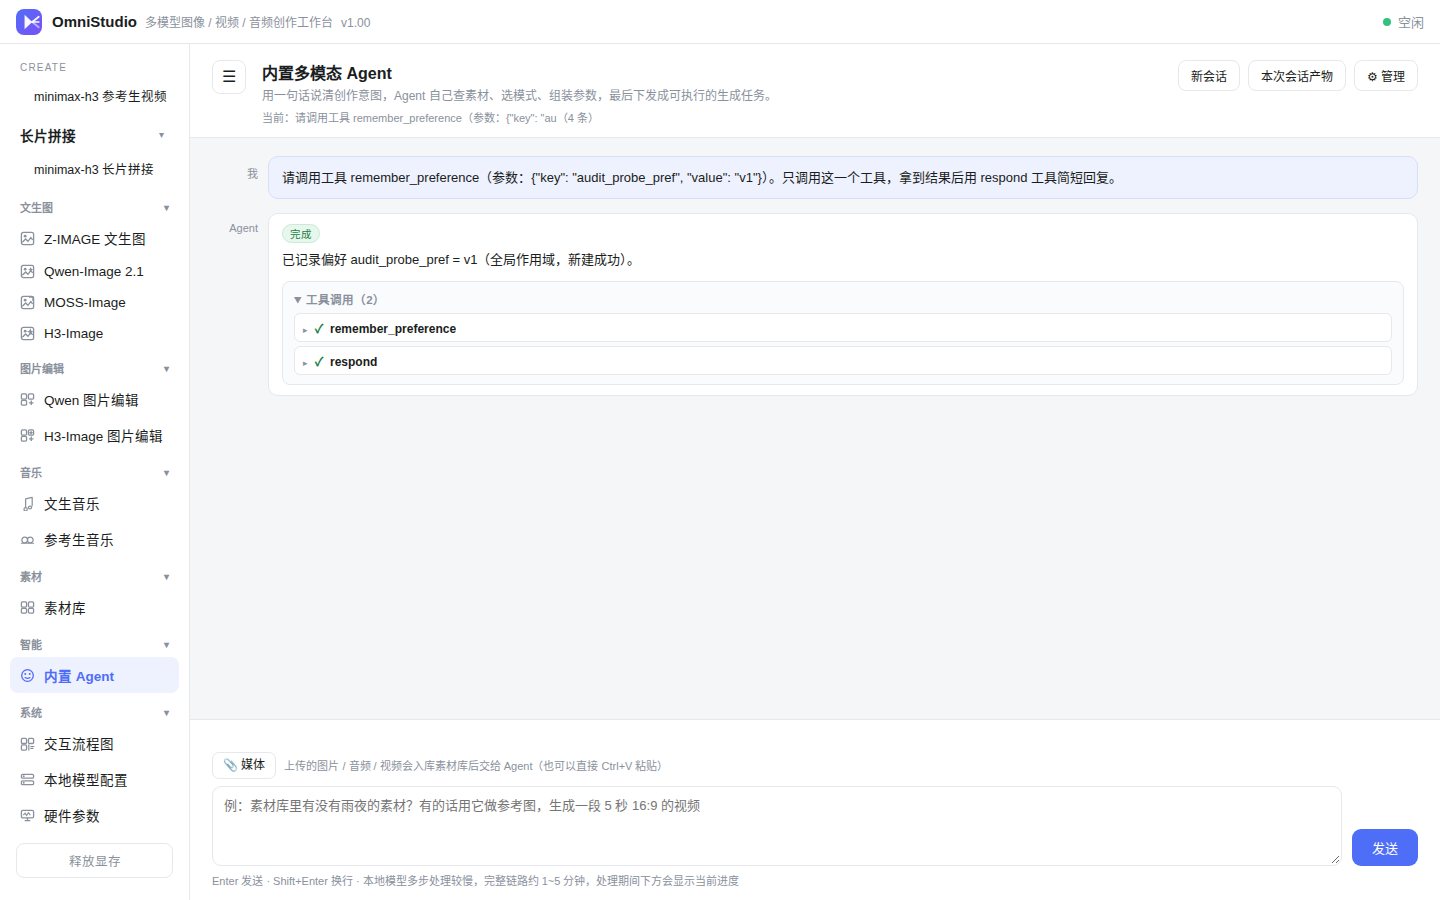 OmniStudio 多模型图像 / 视频 / 音频创作工作台 v1.00
空闲
CREATE
minimax-h3 参考生视频
长片拼接
minimax-h3 长片拼接
文生图
Z-IMAGE 文生图
Qwen-Image 2.1
MOSS-Image
H3-Image
图片编辑
Qwen 图片编辑
H3-Image 图片编辑
音乐
文生音乐
参考生音乐
素材
素材库
智能
内置 Agent
系统
交互流程图
本地模型配置
硬件参数
释放显存
内置多模态 Agent
用一句话说清创作意图，Agent 自己查素材、选模式、组装参数，最后下发成可执行的生成任务。
当前：请调用工具 remember_preference（参数：{"key": "au（4 条）
新会话
本次会话产物
⚙ 管理
我
请调用工具 remember_preference（参数：{"key": "audit_probe_pref", "value": "v1"}）。只调用这一个工具，拿到结果后用 respond 工具简短回复。
Agent
完成
已记录偏好 audit_probe_pref = v1（全局作用域，新建成功）。
▼ 工具调用（2）
▸ ✓ remember_preference
▸ ✓ respond
📎 媒体
上传的图片 / 音频 / 视频会入库素材库后交给 Agent（也可以直接 Ctrl+V 粘贴）
例：素材库里有没有雨夜的素材？有的话用它做参考图，生成一段 5 秒 16:9 的视频
发送
Enter 发送 · Shift+Enter 换行 · 本地模型多步处理较慢，完整链路约 1~5 分钟，处理期间下方会显示当前进度